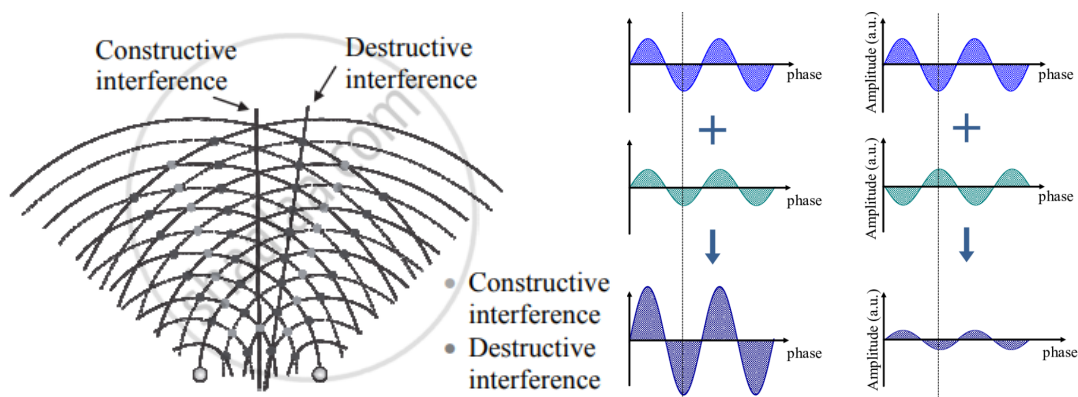 Constructive
interference
Destructive
interference
Constructive
interference
Destructive
interference
phase
phase
phase
Amplitude (a.u.)
phase
Amplitude (a.u.)
phase
Amplitude (a.u.)
phase